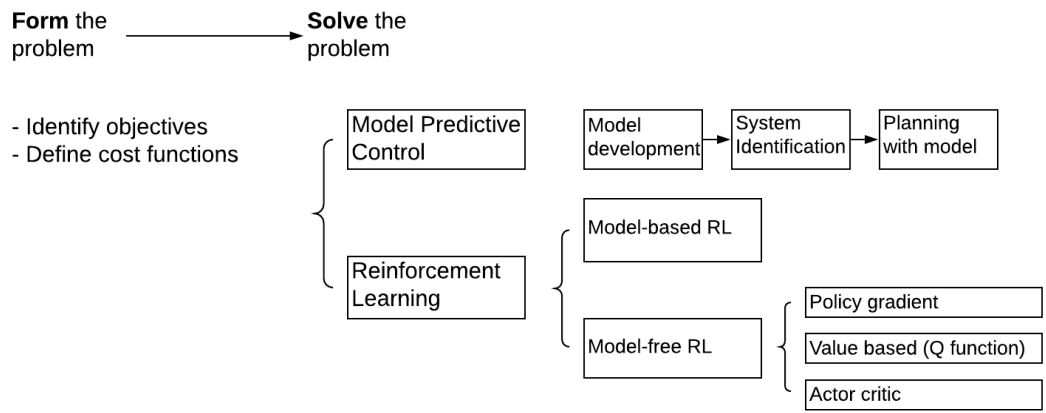 Form the
problem
Solve the
problem
- Identify objectives
- Define cost functions
Model Predictive
Control
Model
development
System
Identification
Planning
with model
Reinforcement
Learning
Model-based RL
Model-free RL
Policy gradient
Value based (Q function)
Actor critic